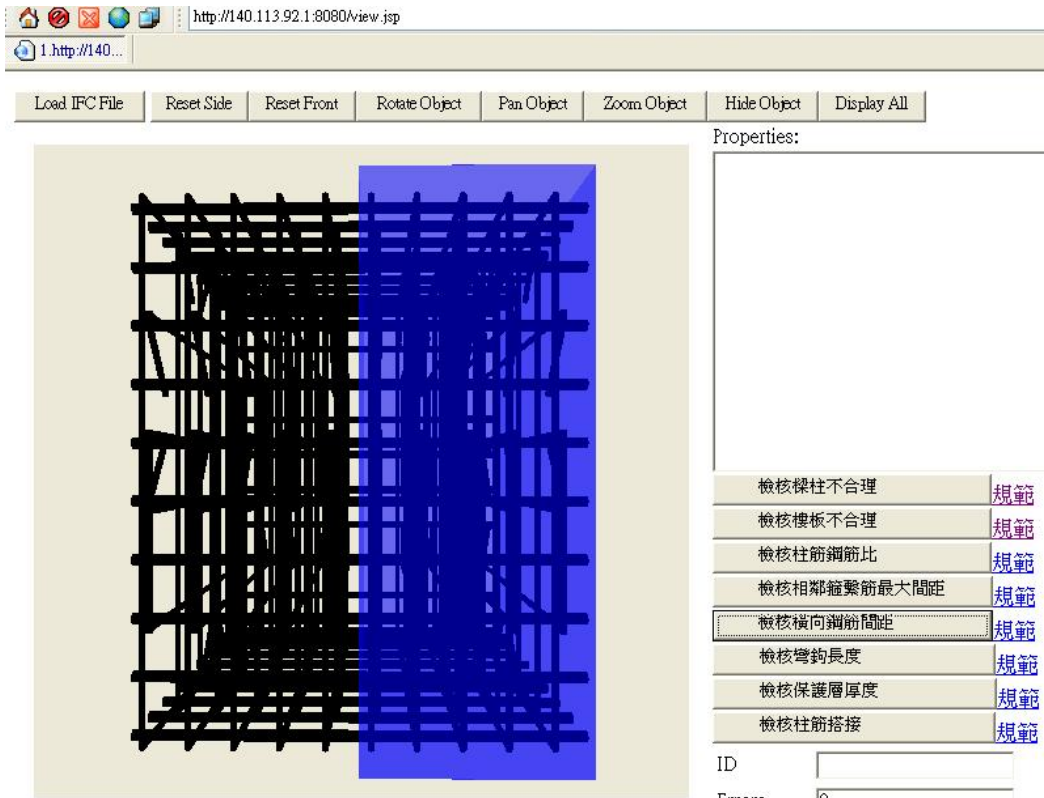 http://140.113.92.1:8080/view.jsp
1.http://140...
Load IFC File Reset Side Reset Front Rotate Object Pan Object Zoom Object Hide Object Display All
Properties:
檢核樑柱不合理 規範
檢核樓板不合理 規範
檢核柱筋鋼筋比 規範
檢核相鄰箍繫筋最大間距 規範
檢核橫向鋼筋間距 規範
檢核彎鉤長度 規範
檢核保護層厚度 規範
檢核柱筋搭接 規範
ID